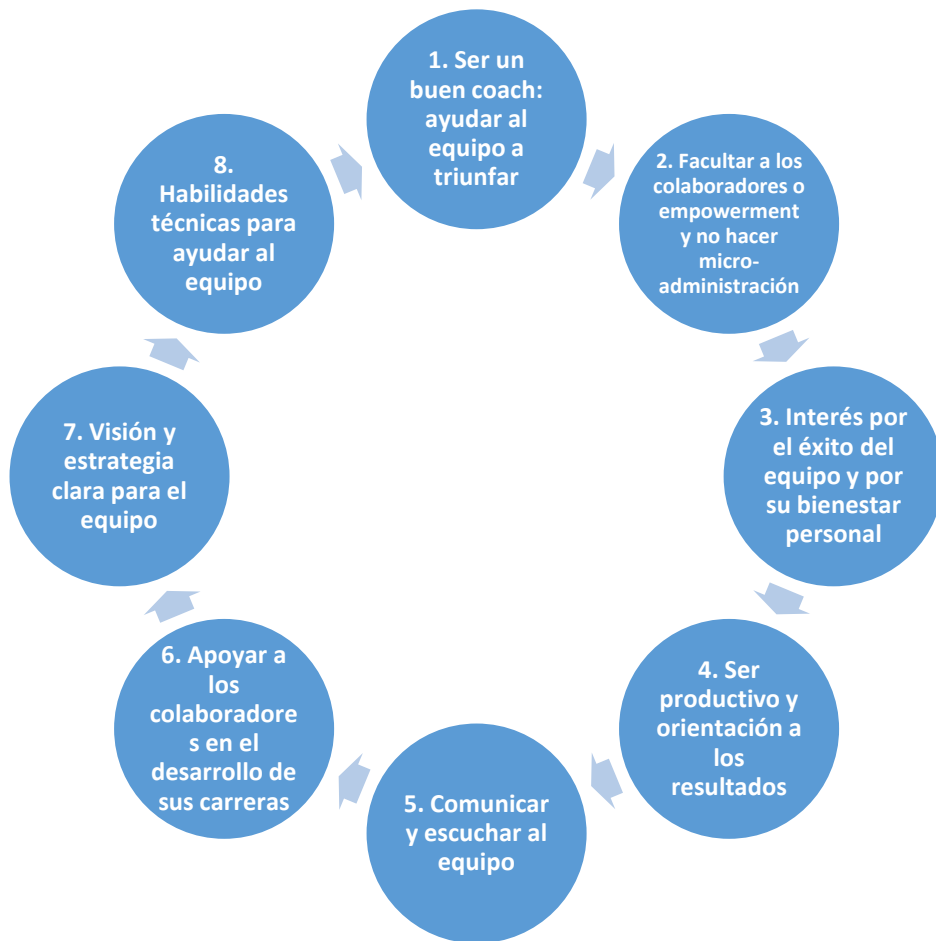 1. Ser un
buen coach:
ayudar al
equipo a
triunfar
2. Facultar a los
colaboradores o
empowerment
y no hacer
micro-
administración
3. Interés por
el éxito del
equipo y por
su bienestar
personal
4. Ser
productivo y
orientación a
los
resultados
5. Comunicar
y escuchar al
equipo
6. Apoyar a
los
colaboradore
s en el
desarrollo de
sus carreras
7. Visión y
estrategia
clara para el
equipo
8.
Habilidades
técnicas para
ayudar al
equipo